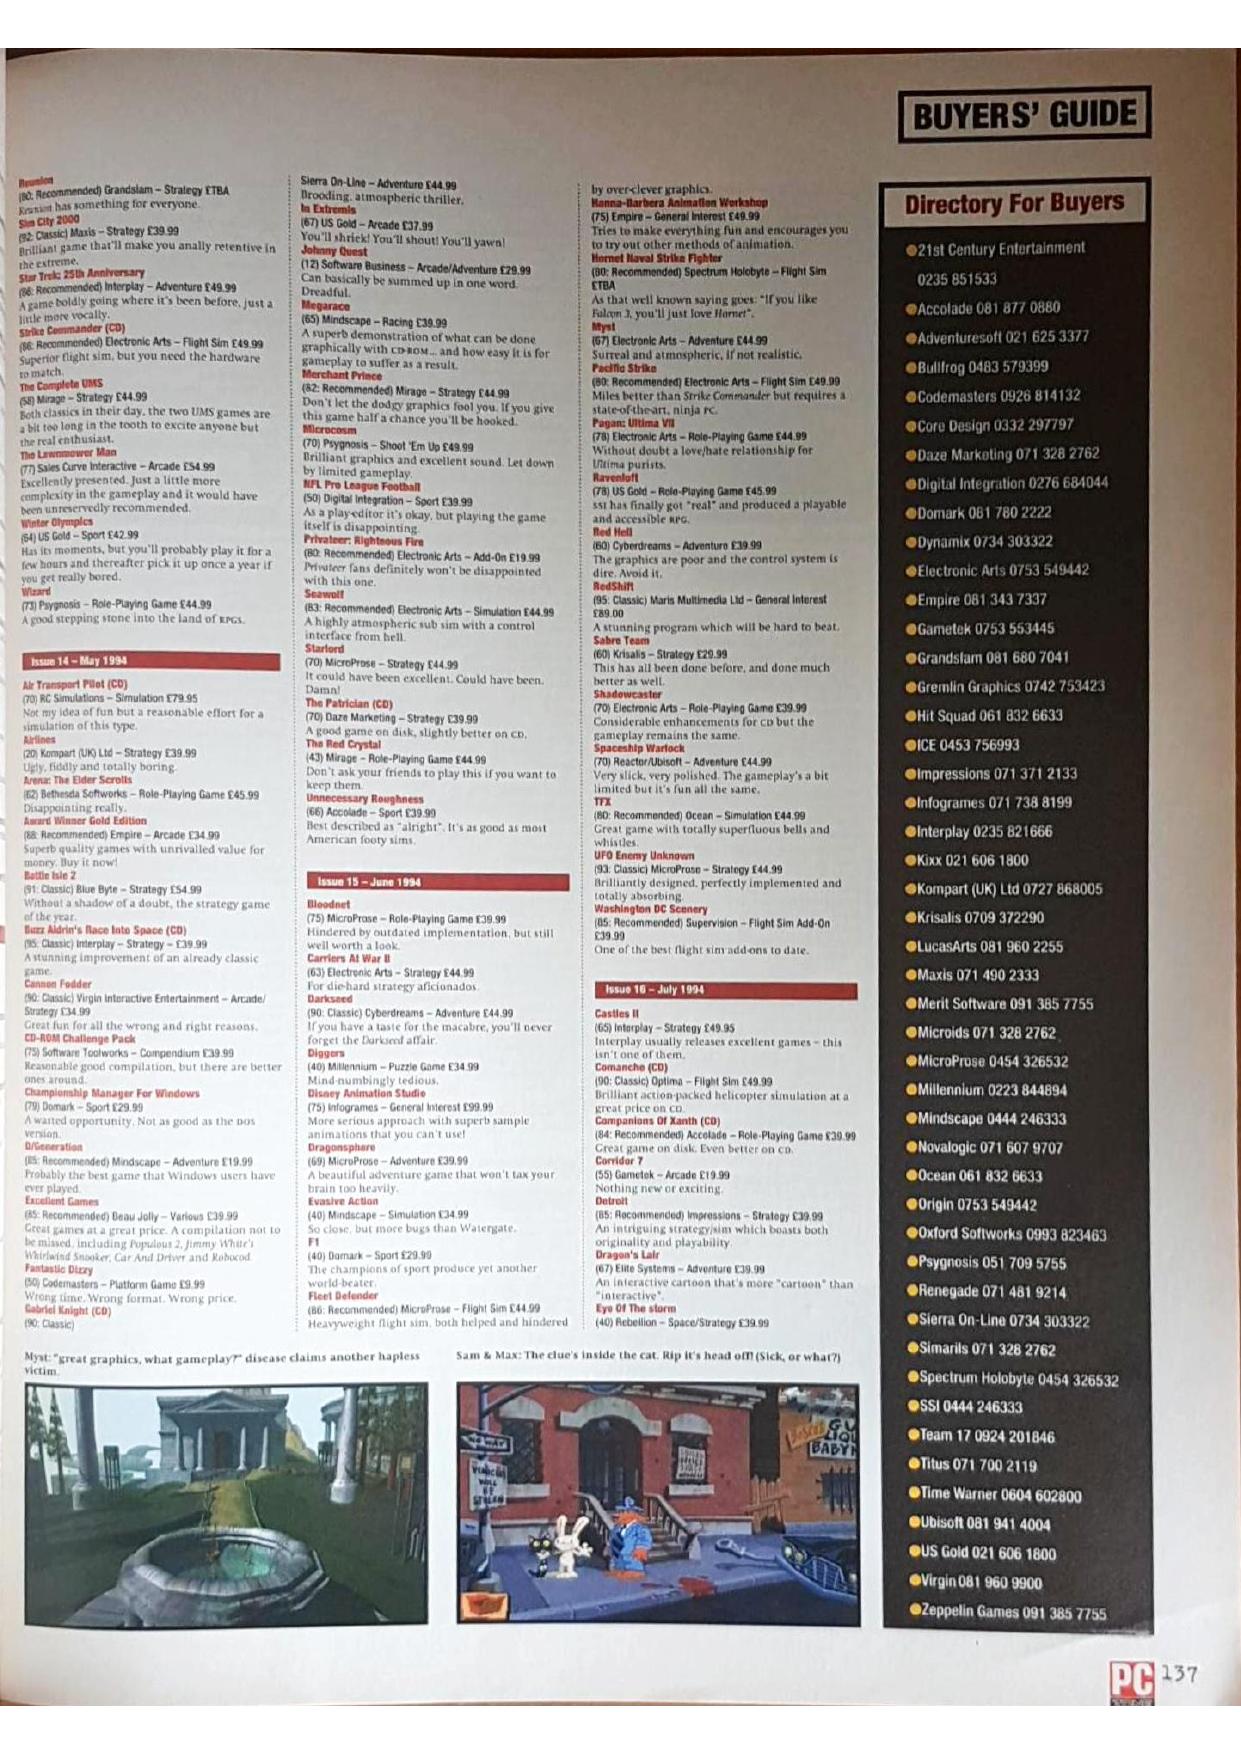 BUYERS' GUIDE
Reunion
(80: Recommended) Grandslam – Strategy £TBA
Reunion has something for everyone.
Sim City 2000
(92: Classic) Maxis – Strategy £39.99
Brilliant game that'll make you anally retentive in
the extreme.
Star Trek: 25th Anniversary
(86: Recommended) Interplay – Adventure £49.99
A game boldly going where it's been before, just a
little more vocally.
Strike Commander (CD)
(86: Recommended) Electronic Arts – Flight Sim £49.99
Superior flight sim, but you need the hardware
to match.
The Complete UMS
(58) Mirage – Strategy £44.99
Both classics in their day, the two UMS games are
a bit too long in the tooth to excite anyone but
the real enthusiast.
The Lawnmower Man
(77) Sales Curve Interactive – Arcade £54.99
Excellently presented. Just a little more
complexity in the gameplay and it would have
been unreservedly recommended.
Winter Olympics
(64) US Gold – Sport £42.99
Has its moments, but you'll probably play it for a
few hours and thereafter pick it up once a year if
you get really bored.
Wizard
(73) Psygnosis – Role-Playing Game £44.99
A good stepping stone into the land of RPGS.
Issue 14 – May 1994
Air Transport Pilot (CD)
(70) RC Simulations – Simulation £79.95
Not my idea of fun but a reasonable effort for a
simulation of this type.
Airlines
(20) Kompart (UK) Ltd – Strategy £39.99
Ugly, fiddly and totally boring.
Arena: The Elder Scrolls
(62) Bethesda Softworks – Role-Playing Game £45.99
Disappointing really.
Award Winner Gold Edition
(88: Recommended) Empire – Arcade £34.99
Superb quality games with unrivalled value for
money. Buy it now!
Battle Isle 2
(91: Classic) Blue Byte – Strategy £54.99
Without a shadow of a doubt, the strategy game
of the year.
Buzz Aldrin's Race Into Space (CD)
(95: Classic) Interplay – Strategy – £39.99
A stunning improvement of an already classic
game.
Cannon Fodder
(90: Classic) Virgin Interactive Entertainment – Arcade/
Strategy £34.99
Great fun for all the wrong and right reasons.
CD-ROM Challenge Pack
(75) Software Toolworks – Compendium £39.99
Reasonable good compilation, but there are better
ones around.
Championship Manager For Windows
(79) Domark – Sport £29.99
A wasted opportunity. Not as good as the DOS
version.
D/Generation
(85: Recommended) Mindscape – Adventure £19.99
Probably the best game that Windows users have
ever played.
Excellent Games
(85: Recommended) Beau Jolly – Various £39.99
Great games at a great price. A compilation not to
be missed, including Populous 2, Jimmy White's
Whirlwind Snooker, Car And Driver and Robocod.
Fantastic Dizzy
(50) Codemasters – Platform Game £9.99
Wrong time. Wrong format. Wrong price.
Gabriel Knight (CD)
(90: Classic)
Sierra On-Line – Adventure £44.99
Brooding, atmospheric thriller.
In Extremis
(67) US Gold – Arcade £37.99
You'll shriek! You'll shout! You'll yawn!
Johnny Quest
(12) Software Business – Arcade/Adventure £29.99
Can basically be summed up in one word.
Dreadful.
Megarace
(65) Mindscape – Racing £39.99
A superb demonstration of what can be done
graphically with CD-ROM... and how easy it is for
gameplay to suffer as a result.
Merchant Prince
(82: Recommended) Mirage – Strategy £44.99
Don't let the dodgy graphics fool you. If you give
this game half a chance you'll be hooked.
Microcosm
(70) Psygnosis – Shoot 'Em Up £49.99
Brilliant graphics and excellent sound. Let down
by limited gameplay.
NFL Pro League Football
(50) Digital Integration – Sport £39.99
As a play-editor it's okay, but playing the game
itself is disappointing.
Privateer: Righteous Fire
(80: Recommended) Electronic Arts – Add-On £19.99
Privateer fans definitely won't be disappointed
with this one.
Seawolf
(83: Recommended) Electronic Arts – Simulation £44.99
A highly atmospheric sub sim with a control
interface from hell.
Starlord
(70) MicroProse – Strategy £44.99
It could have been excellent. Could have been.
Damn!
The Patrician (CD)
(70) Daze Marketing – Strategy £39.99
A good game on disk, slightly better on CD.
The Red Crystal
(43) Mirage – Role-Playing Game £44.99
Don't ask your friends to play this if you want to
keep them.
Unnecessary Roughness
(66) Accolade – Sport £39.99
Best described as "alright". It's as good as most
American footy sims.
Issue 15 – June 1994
Bloodnet
(75) MicroProse – Role-Playing Game £39.99
Hindered by outdated implementation, but still
well worth a look.
Carriers At War II
(63) Electronic Arts – Strategy £44.99
For die-hard strategy aficionados.
Darkseed
(90: Classic) Cyberdreams – Adventure £44.99
If you have a taste for the macabre, you'll never
forget the Darkseed affair.
Diggers
(40) Millennium – Puzzle Game £34.99
Mind-numbingly tedious.
Disney Animation Studio
(75) Infogrames – General Interest £99.99
More serious approach with superb sample
animations that you can't use!
Dragonsphere
(69) MicroProse – Adventure £39.99
A beautiful adventure game that won't tax your
brain too heavily.
Evasive Action
(40) Mindscape – Simulation £34.99
So close, but more bugs than Watergate.
F1
(40) Domark – Sport £29.99
The champions of sport produce yet another
world-beater.
Fleet Defender
(86: Recommended) MicroProse – Flight Sim £44.99
Heavyweight flight sim, both helped and hindered
by over-clever graphics.
Hanna-Barbera Animation Workshop
(75) Empire – General Interest £49.99
Tries to make everything fun and encourages you
to try out other methods of animation.
Hornet Naval Strike Fighter
(80: Recommended) Spectrum Holobyte – Flight Sim
£TBA
As that well known saying goes: "If you like
Falcon 3, you'll just love Hornet".
Myst
(67) Electronic Arts – Adventure £44.99
Surreal and atmospheric, if not realistic.
Pacific Strike
(80: Recommended) Electronic Arts – Flight Sim £49.99
Miles better than Strike Commander but requires a
state-of-the-art, ninja PC.
Pagan: Ultima VII
(78) Electronic Arts – Role-Playing Game £44.99
Without doubt a love/hate relationship for
Ultima purists.
Ravenloft
(78) US Gold – Role-Playing Game £45.99
SSI has finally got "real" and produced a playable
and accessible RPG.
Red Hell
(60) Cyberdreams – Adventure £39.99
The graphics are poor and the control system is
dire. Avoid it.
RedShift
(95: Classic) Maris Multimedia Ltd – General Interest
£89.00
A stunning program which will be hard to beat.
Sabre Team
(60) Krisalis – Strategy £29.99
This has all been done before, and done much
better as well.
Shadowcaster
(70) Electronic Arts – Role-Playing Game £39.99
Considerable enhancements for CD but the
gameplay remains the same.
Spaceship Warlock
(70) Reactor/Ubisoft – Adventure £44.99
Very slick, very polished. The gameplay's a bit
limited but it's fun all the same.
TFX
(80: Recommended) Ocean – Simulation £44.99
Great game with totally superfluous bells and
whistles.
UFO Enemy Unknown
(93: Classic) MicroProse – Strategy £44.99
Brilliantly designed, perfectly implemented and
totally absorbing.
Washington DC Scenery
(85: Recommended) Supervision – Flight Sim Add-On
£39.99
One of the best flight sim add-ons to date.
Issue 16 – July 1994
Castles II
(65) Interplay – Strategy £49.95
Interplay usually releases excellent games – this
isn't one of them.
Comanche (CD)
(90: Classic) Optima – Flight Sim £49.99
Brilliant action-packed helicopter simulation at a
great price on CD.
Companions Of Xanth (CD)
(84: Recommended) Accolade – Role-Playing Game £39.99
Great game on disk. Even better on CD.
Corridor 7
(55) Gametek – Arcade £19.99
Nothing new or exciting.
Detroit
(85: Recommended) Impressions – Strategy £39.99
An intriguing strategy/sim which boasts both
originality and playability.
Dragon's Lair
(67) Elite Systems – Adventure £39.99
An interactive cartoon that's more "cartoon" than
"interactive".
Eye Of The storm
(40) Rebellion – Space/Strategy £39.99
Directory For Buyers
21st Century Entertainment
0235 851533
Accolade 081 877 0880
Adventuresoft 021 625 3377
Bullfrog 0483 579399
Codemasters 0926 814132
Core Design 0332 297797
Daze Marketing 071 328 2762
Digital Integration 0276 684044
Domark 081 780 2222
Dynamix 0734 303322
Electronic Arts 0753 549442
Empire 081 343 7337
Gametek 0753 553445
Grandslam 081 680 7041
Gremlin Graphics 0742 753423
Hit Squad 061 832 6633
ICE 0453 756993
Impressions 071 371 2133
Infogrames 071 738 8199
Interplay 0235 821666
Kixx 021 606 1800
Kompart (UK) Ltd 0727 868005
Krisalis 0709 372290
LucasArts 081 960 2255
Maxis 071 490 2333
Merit Software 091 385 7755
Microids 071 328 2762
MicroProse 0454 326532
Millennium 0223 844894
Mindscape 0444 246333
Novalogic 071 607 9707
Ocean 061 832 6633
Origin 0753 549442
Oxford Softworks 0993 823463
Psygnosis 051 709 5755
Renegade 071 481 9214
Sierra On-Line 0734 303322
Simarils 071 328 2762
Spectrum Holobyte 0454 326532
SSI 0444 246333
Team 17 0924 201846
Titus 071 700 2119
Time Warner 0604 602800
Ubisoft 081 941 4004
US Gold 021 606 1800
Virgin 081 960 9900
Zeppelin Games 091 385 7755
Myst: "great graphics, what gameplay?" disease claims another hapless
victim.
Sam & Max: The clue's inside the cat. Rip it's head off! (Sick, or what?)
PC
137